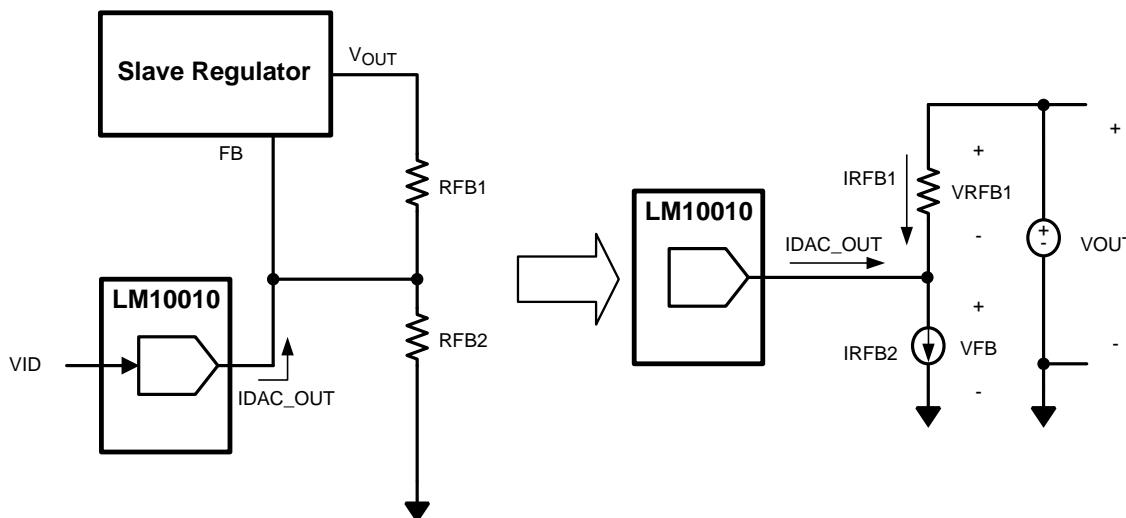 Slave Regulator
VOUT
FB
RFB1
LM10010
RFB2
VID
IDAC_OUT
LM10010
IDAC_OUT
IRFB1
+
VRFB1
-
+
-
+
VOUT
-
IRFB2
+
VFB
-